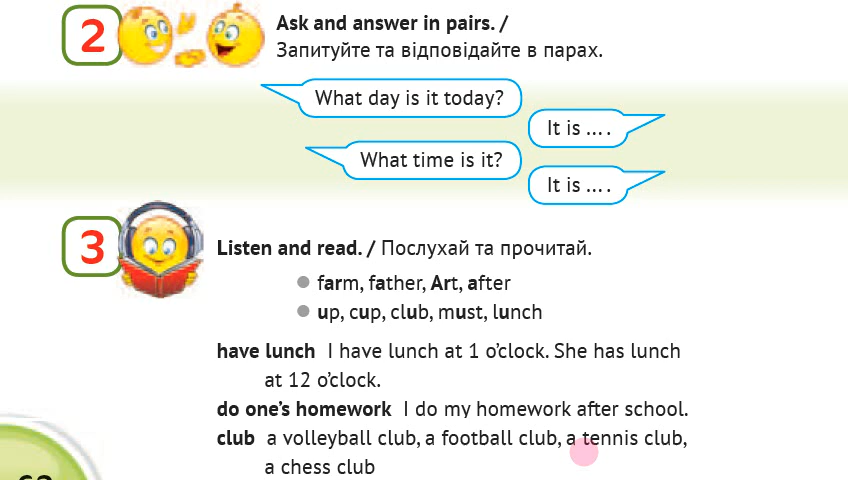 2
Ask and answer in pairs. /
Запитуйте та відповідайте в парах.
What day is it today?
It is ... .
What time is it?
It is ... .
3
Listen and read. / Послухай та прочитай.
● farm, father, Art, after
● up, cup, club, must, lunch
have lunch I have lunch at 1 o’clock. She has lunch
at 12 o’clock.
do one’s homework I do my homework after school.
club a volleyball club, a football club, a tennis club,
a chess club